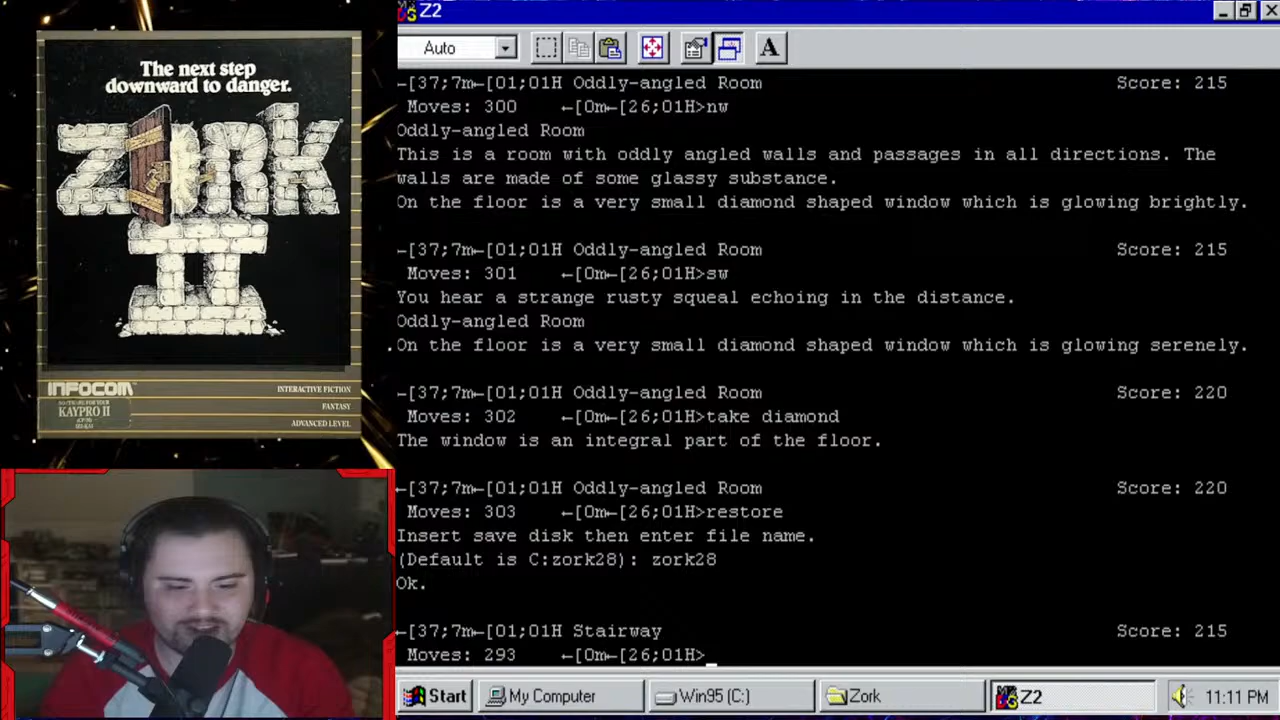 The next step
downward to danger.
ZORK
II
INFOCOM
INTERACTIVE FICTION
KAYPRO II
FANTASY
ADVANCED LEVEL
Z2
Auto
A
←[37;7m←[01;01H Oddly-angled Room Score: 215
Moves: 300 ←[0m←[26;01H>nw
Oddly-angled Room
This is a room with oddly angled walls and passages in all directions. The
walls are made of some glassy substance.
On the floor is a very small diamond shaped window which is glowing brightly.
←[37;7m←[01;01H Oddly-angled Room Score: 215
Moves: 301 ←[0m←[26;01H>sw
You hear a strange rusty squeal echoing in the distance.
Oddly-angled Room
On the floor is a very small diamond shaped window which is glowing serenely.
←[37;7m←[01;01H Oddly-angled Room Score: 220
Moves: 302 ←[0m←[26;01H>take diamond
The window is an integral part of the floor.
←[37;7m←[01;01H Oddly-angled Room Score: 220
Moves: 303 ←[0m←[26;01H>restore
Insert save disk then enter file name.
(Default is C:zork28): zork28
Ok.
←[37;7m←[01;01H Stairway Score: 215
Moves: 293 ←[0m←[26;01H>
Start My Computer Win95 (C:) Zork Z2 11:11 PM